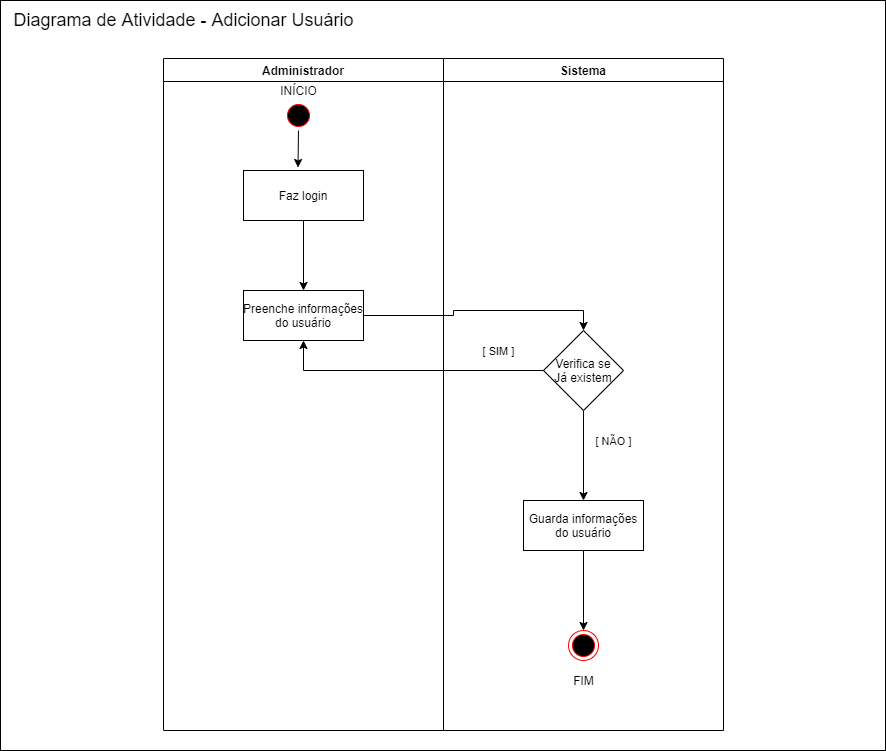 Diagrama de Atividade - Adicionar Usuário
Administrador
Sistema
INÍCIO
Faz login
Preenche informações
do usuário
[ SIM ]
Verifica se
Já existem
[ NÃO ]
Guarda informações
do usuário
FIM